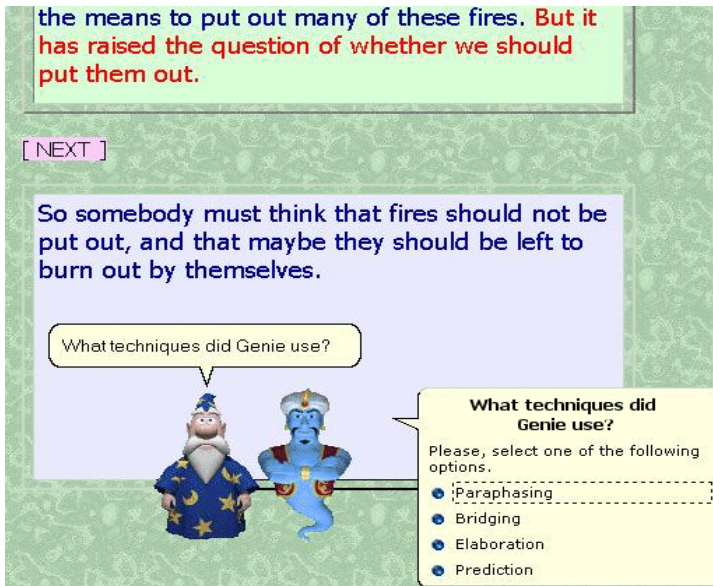 the means to put out many of these fires. But it
has raised the question of whether we should
put them out.
[ NEXT ]
So somebody must think that fires should not be
put out, and that maybe they should be left to
burn out by themselves.
What techniques did Genie use?
What techniques did
Genie use?
Please, select one of the following
options.
Paraphasing
Bridging
Elaboration
Prediction